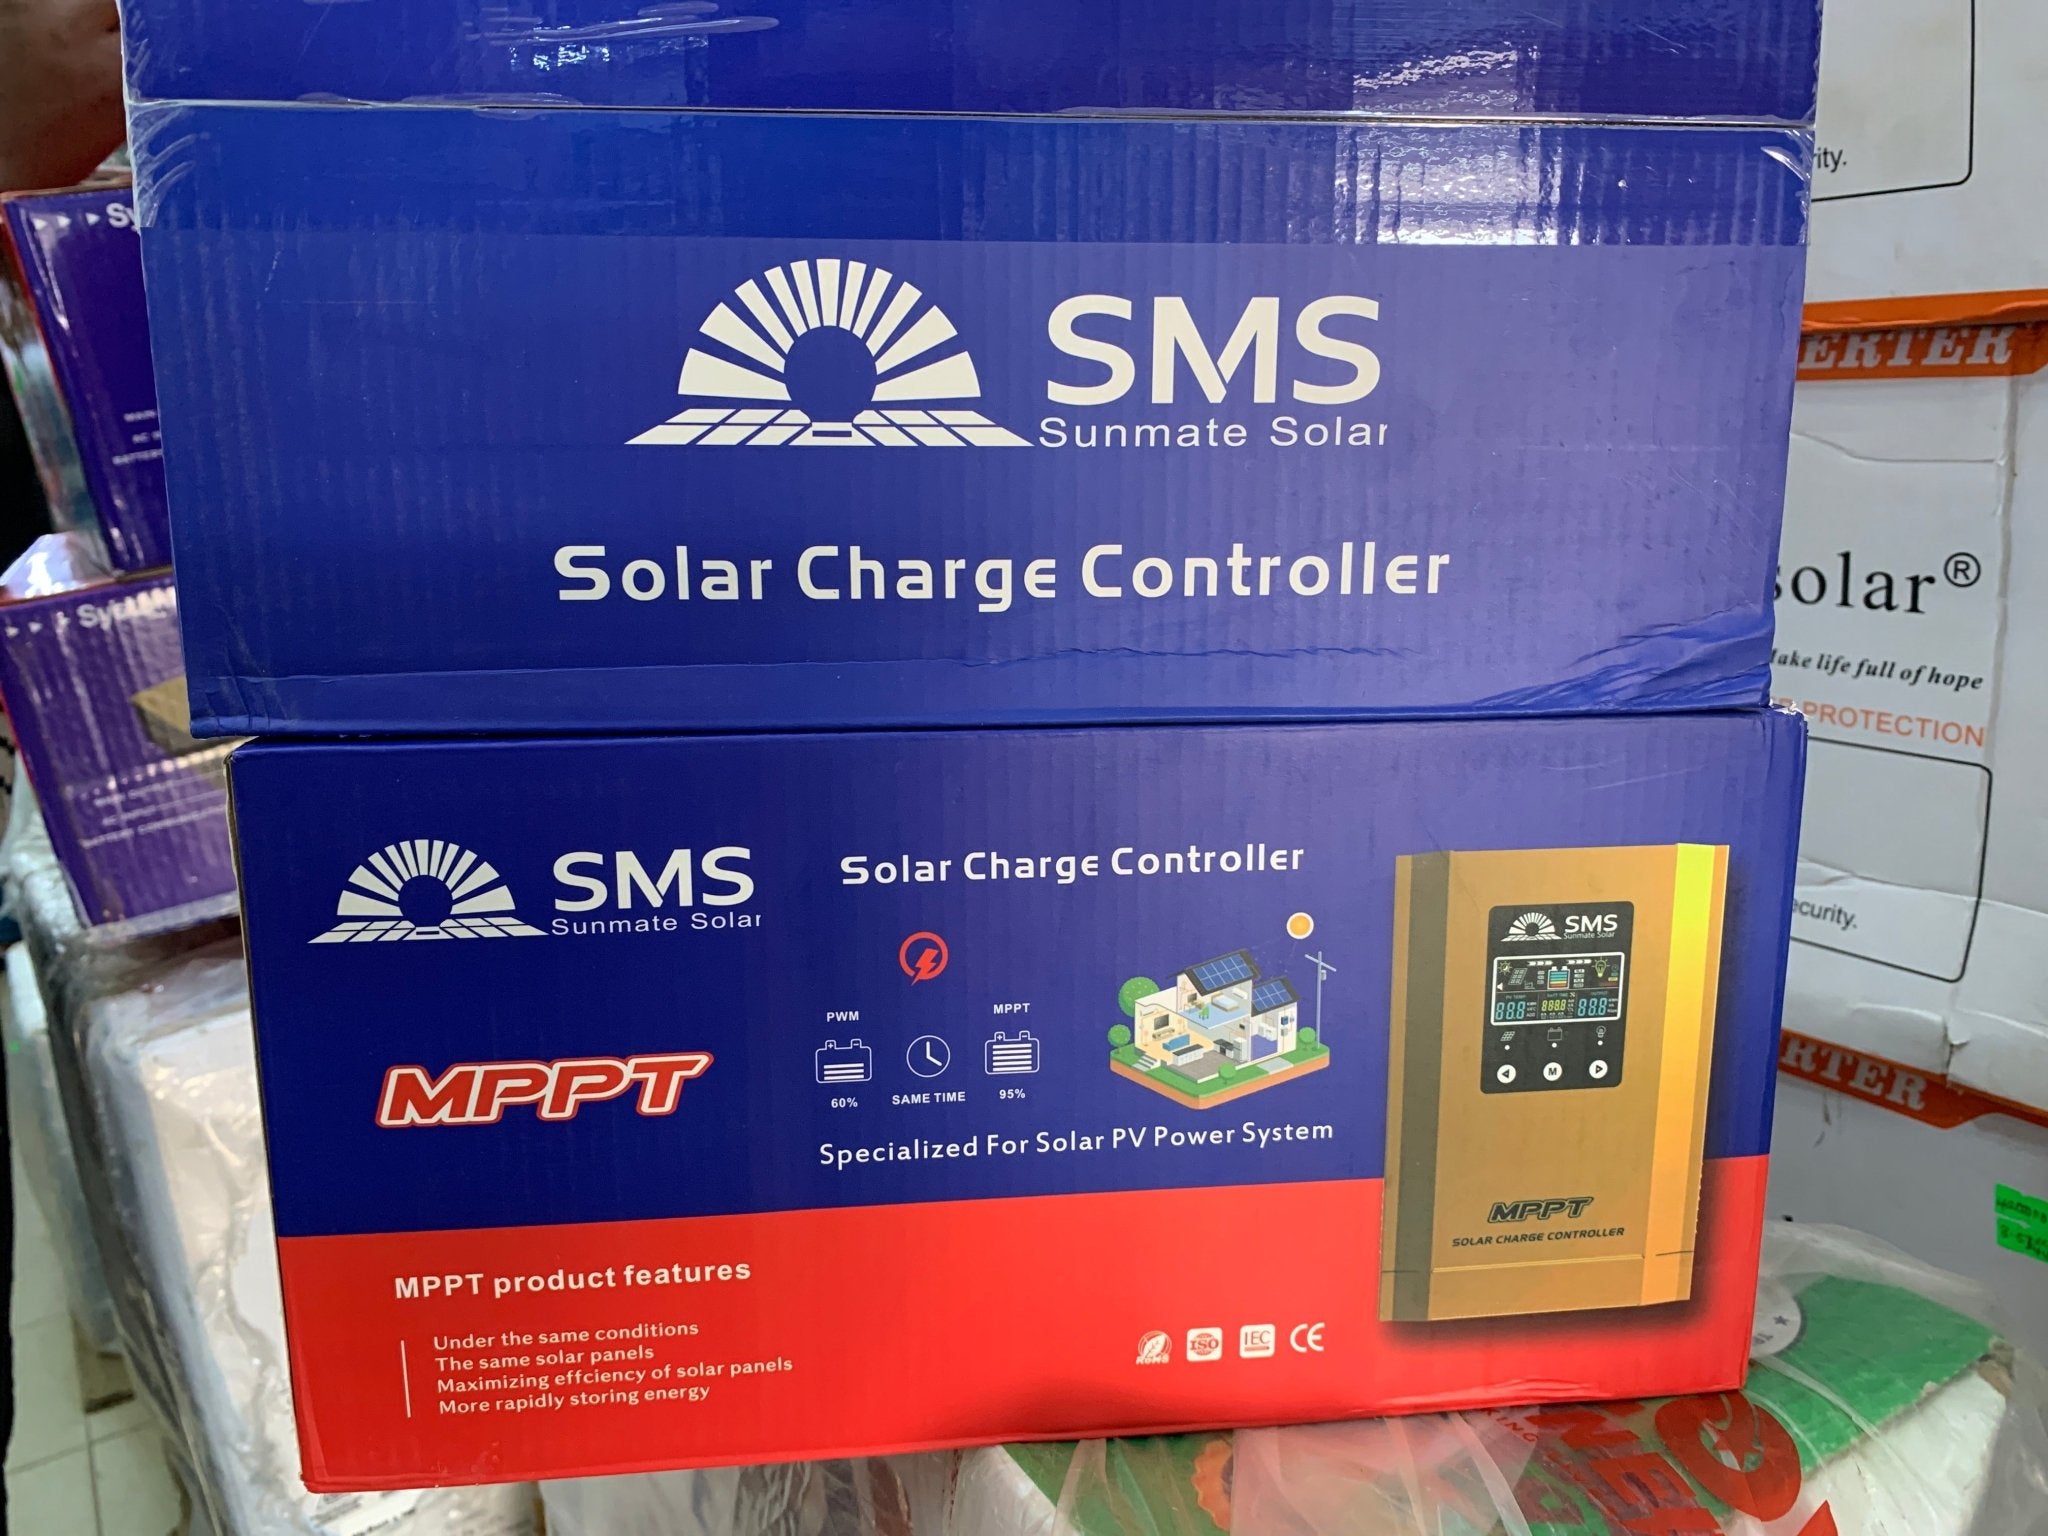 SMS
Sunmate Solar
Solar Charge Controller
SMS
Sunmate Solar
Solar Charge Controller
PWM
MPPT
MPPT
60%
SAME TIME
95%
Specialized For Solar PV Power System
MPPT product features
Under the same conditions
The same solar panels
Maximizing effciency of solar panels
More rapidly storing energy
RoHS
ISO
IEC
CE
SMS
Sunmate Solar
M
MPPT
SOLAR CHARGE CONTROLLER
solar®
life full of hope
PROTECTION